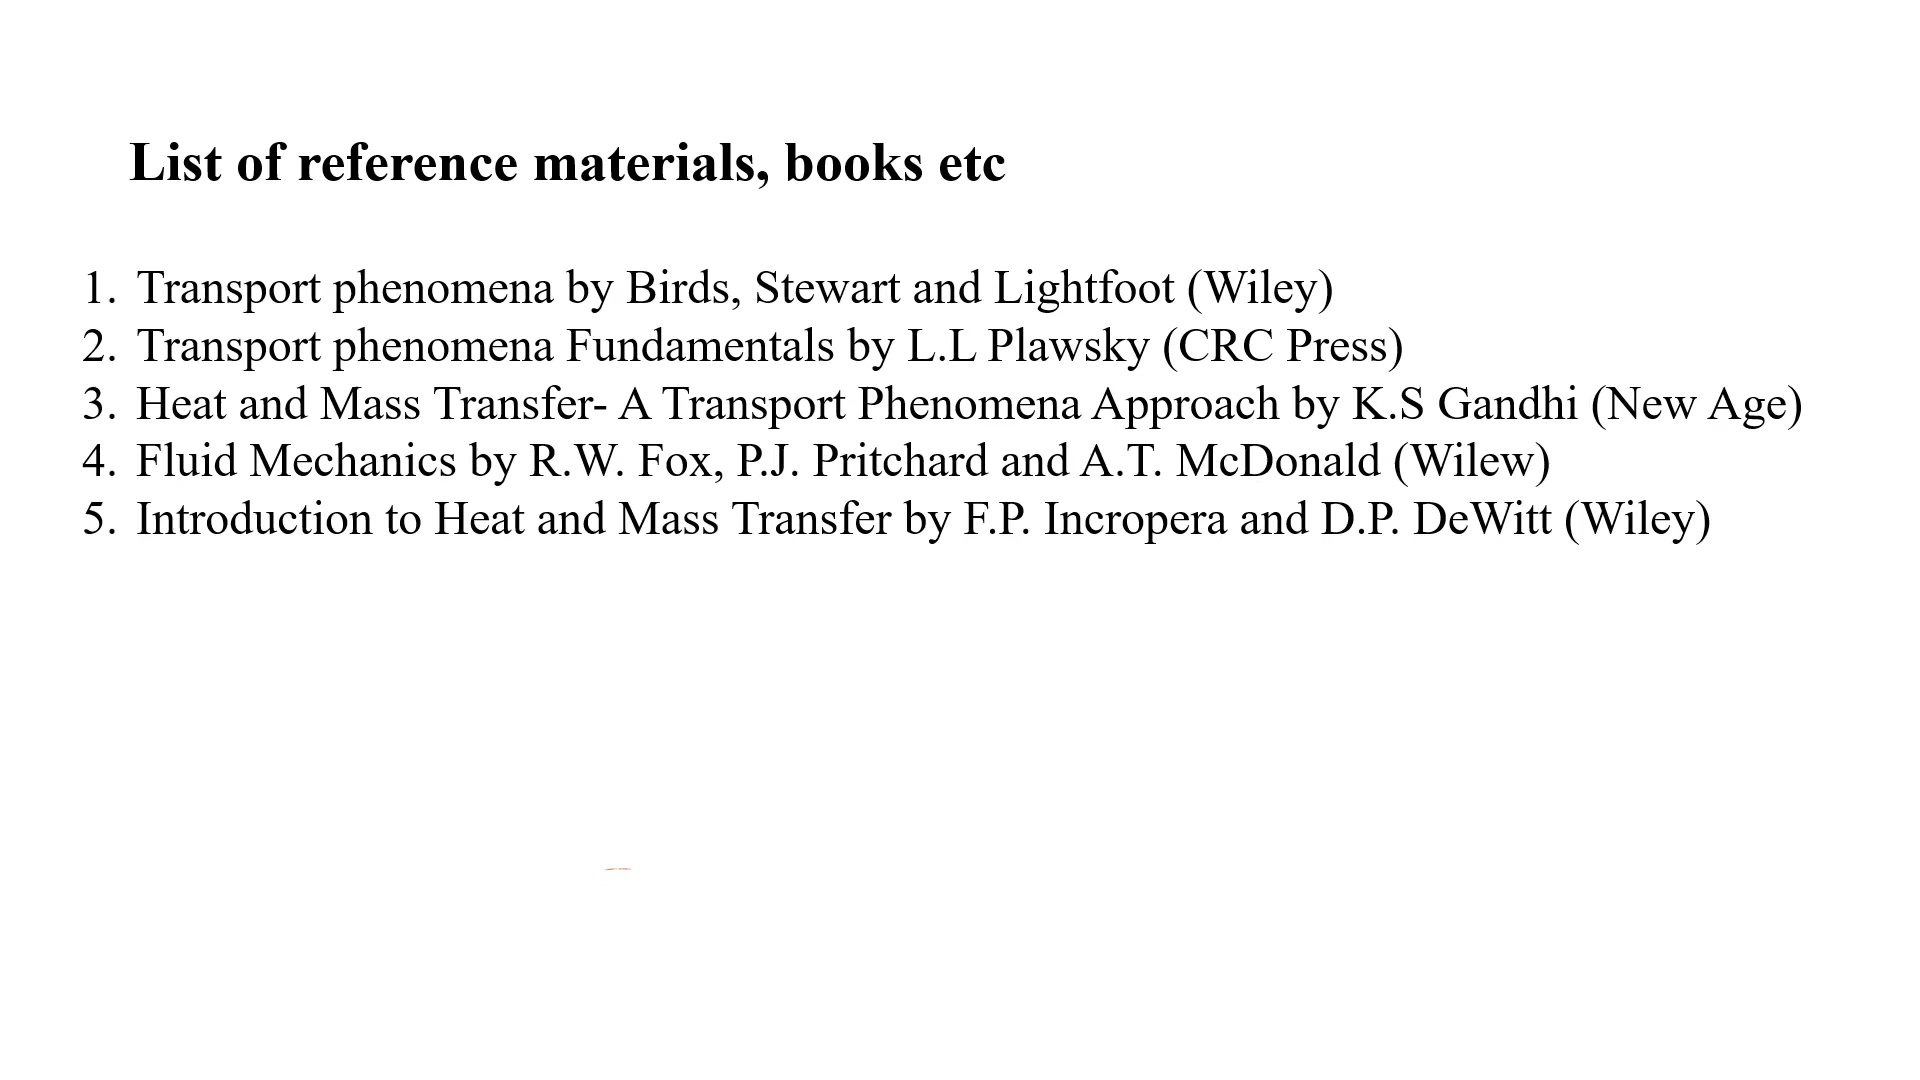 List of reference materials, books etc
1. Transport phenomena by Birds, Stewart and Lightfoot (Wiley)
2. Transport phenomena Fundamentals by L.L Plawsky (CRC Press)
3. Heat and Mass Transfer- A Transport Phenomena Approach by K.S Gandhi (New Age)
4. Fluid Mechanics by R.W. Fox, P.J. Pritchard and A.T. McDonald (Wilew)
5. Introduction to Heat and Mass Transfer by F.P. Incropera and D.P. DeWitt (Wiley)